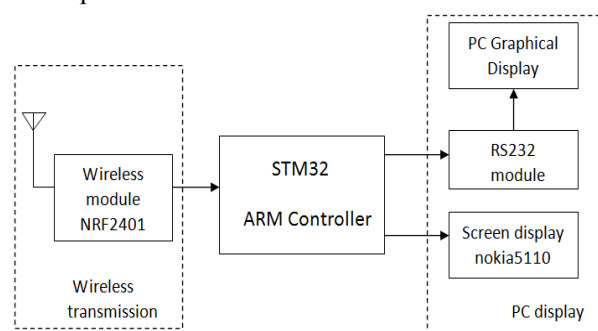 PC Graphical
Display
Wireless
module
NRF2401
STM32
ARM Controller
RS232
module
Screen display
nokia5110
Wireless
transmission
PC display